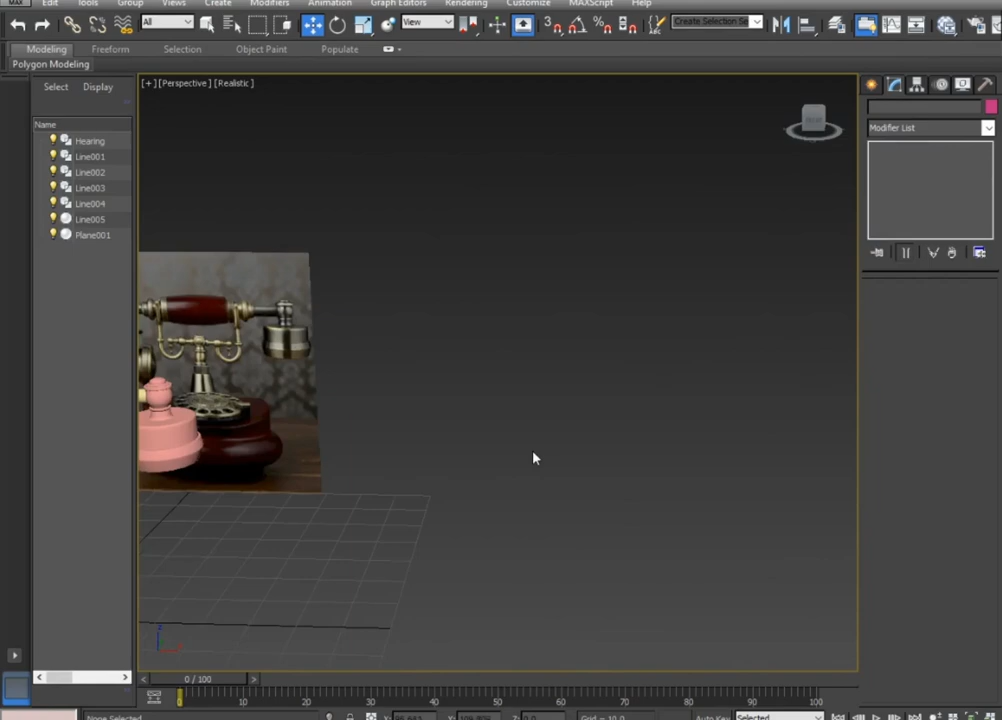 MAX Edit Tools Group Views Create Modifiers Animation Graph Editors Rendering Customize MAXScript Help
All View Create Selection Se
Modeling Freeform Selection Object Paint Populate
Polygon Modeling
Select Display
[+] [Perspective] [Realistic]
Name
Modifier List
Hearing
Line001
Line002
Line003
Line004
Line005
Plane001
0 / 100
0 10 20 30 40 50 60 70 80 90 100
None Selected Grid = 10.0 Auto Key Selected